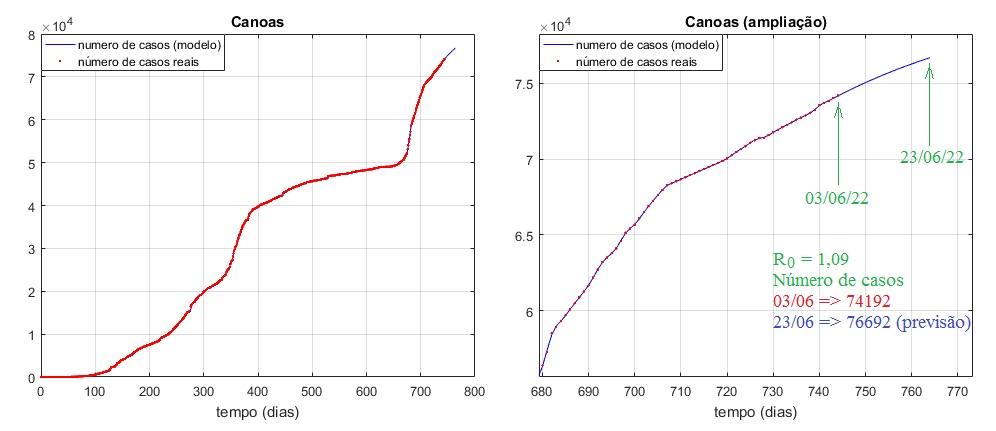 Canoas
×10⁴
numero de casos (modelo)
número de casos reais
8
7
6
5
4
3
2
1
0
0 100 200 300 400 500 600 700 800
tempo (dias)
Canoas (ampliação)
×10⁴
numero de casos (modelo)
número de casos reais
7.5
7
6.5
6
23/06/22
03/06/22
R₀ = 1,09
Número de casos
03/06 => 74192
23/06 => 76692 (previsão)
680 690 700 710 720 730 740 750 760 770
tempo (dias)